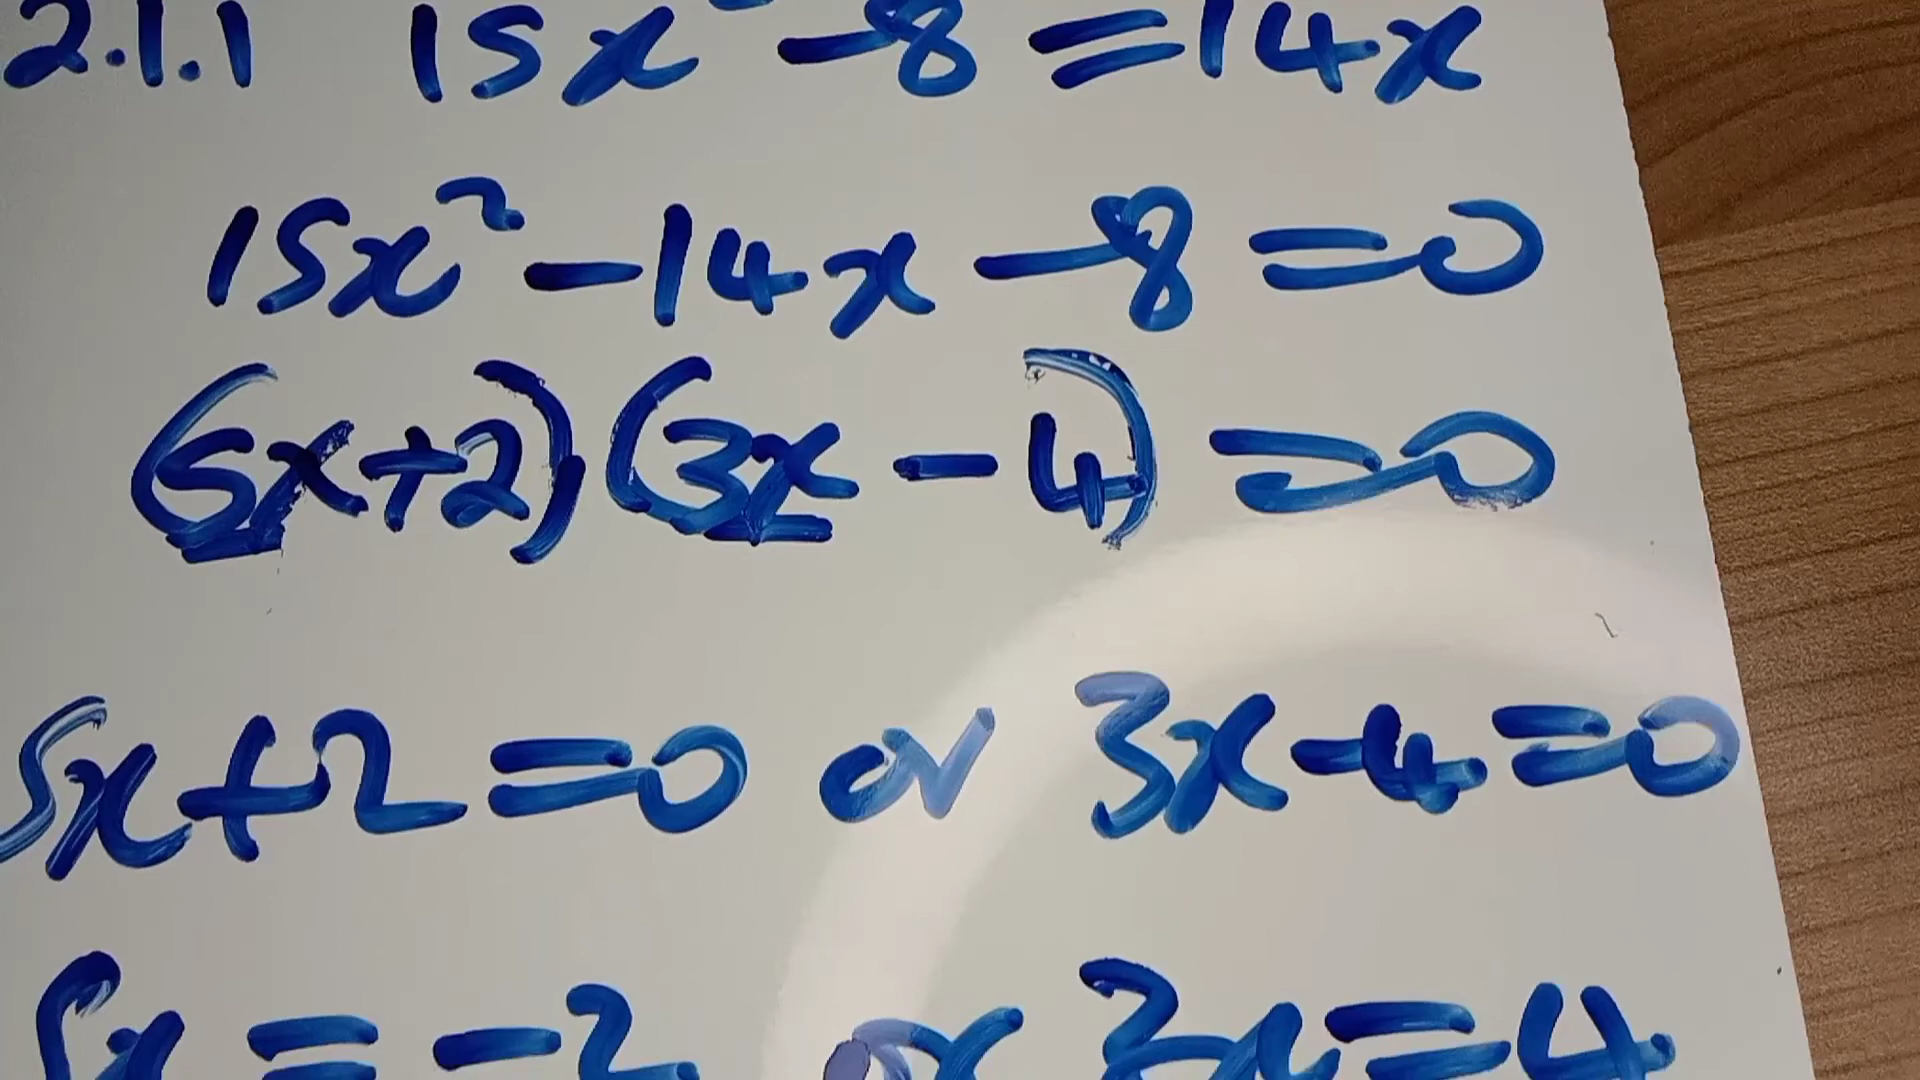 2.1.1 15x² -8 = 14x
15x² - 14x - 8 = 0
(5x+2)(3x - 4) = 0
5x+2 = 0 or 3x-4 = 0
5x = -2 or 3x = 4